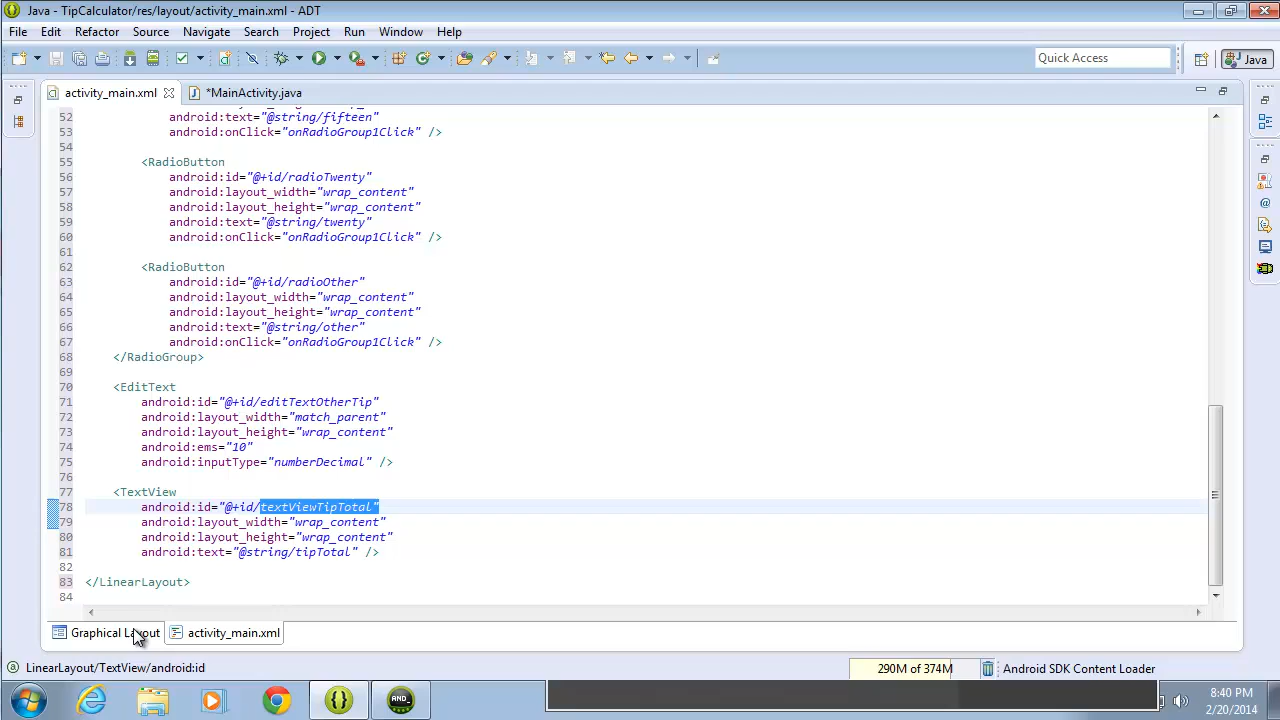 Java - TipCalculator/res/layout/activity_main.xml - ADT
File Edit Refactor Source Navigate Search Project Run Window Help
Quick Access
Java
activity_main.xml
*MainActivity.java
52 android:text="@string/fifteen"
53 android:onClick="onRadioGroup1Click" />
54
55 <RadioButton
56 android:id="@+id/radioTwenty"
57 android:layout_width="wrap_content"
58 android:layout_height="wrap_content"
59 android:text="@string/twenty"
60 android:onClick="onRadioGroup1Click" />
61
62 <RadioButton
63 android:id="@+id/radioOther"
64 android:layout_width="wrap_content"
65 android:layout_height="wrap_content"
66 android:text="@string/other"
67 android:onClick="onRadioGroup1Click" />
68 </RadioGroup>
69
70 <EditText
71 android:id="@+id/editTextOtherTip"
72 android:layout_width="match_parent"
73 android:layout_height="wrap_content"
74 android:ems="10"
75 android:inputType="numberDecimal" />
76
77 <TextView
78 android:id="@+id/textViewTipTotal"
79 android:layout_width="wrap_content"
80 android:layout_height="wrap_content"
81 android:text="@string/tipTotal" />
82
83 </LinearLayout>
84
Graphical Layout
activity_main.xml
LinearLayout/TextView/android:id
290M of 374M
Android SDK Content Loader
8:40 PM
2/20/2014